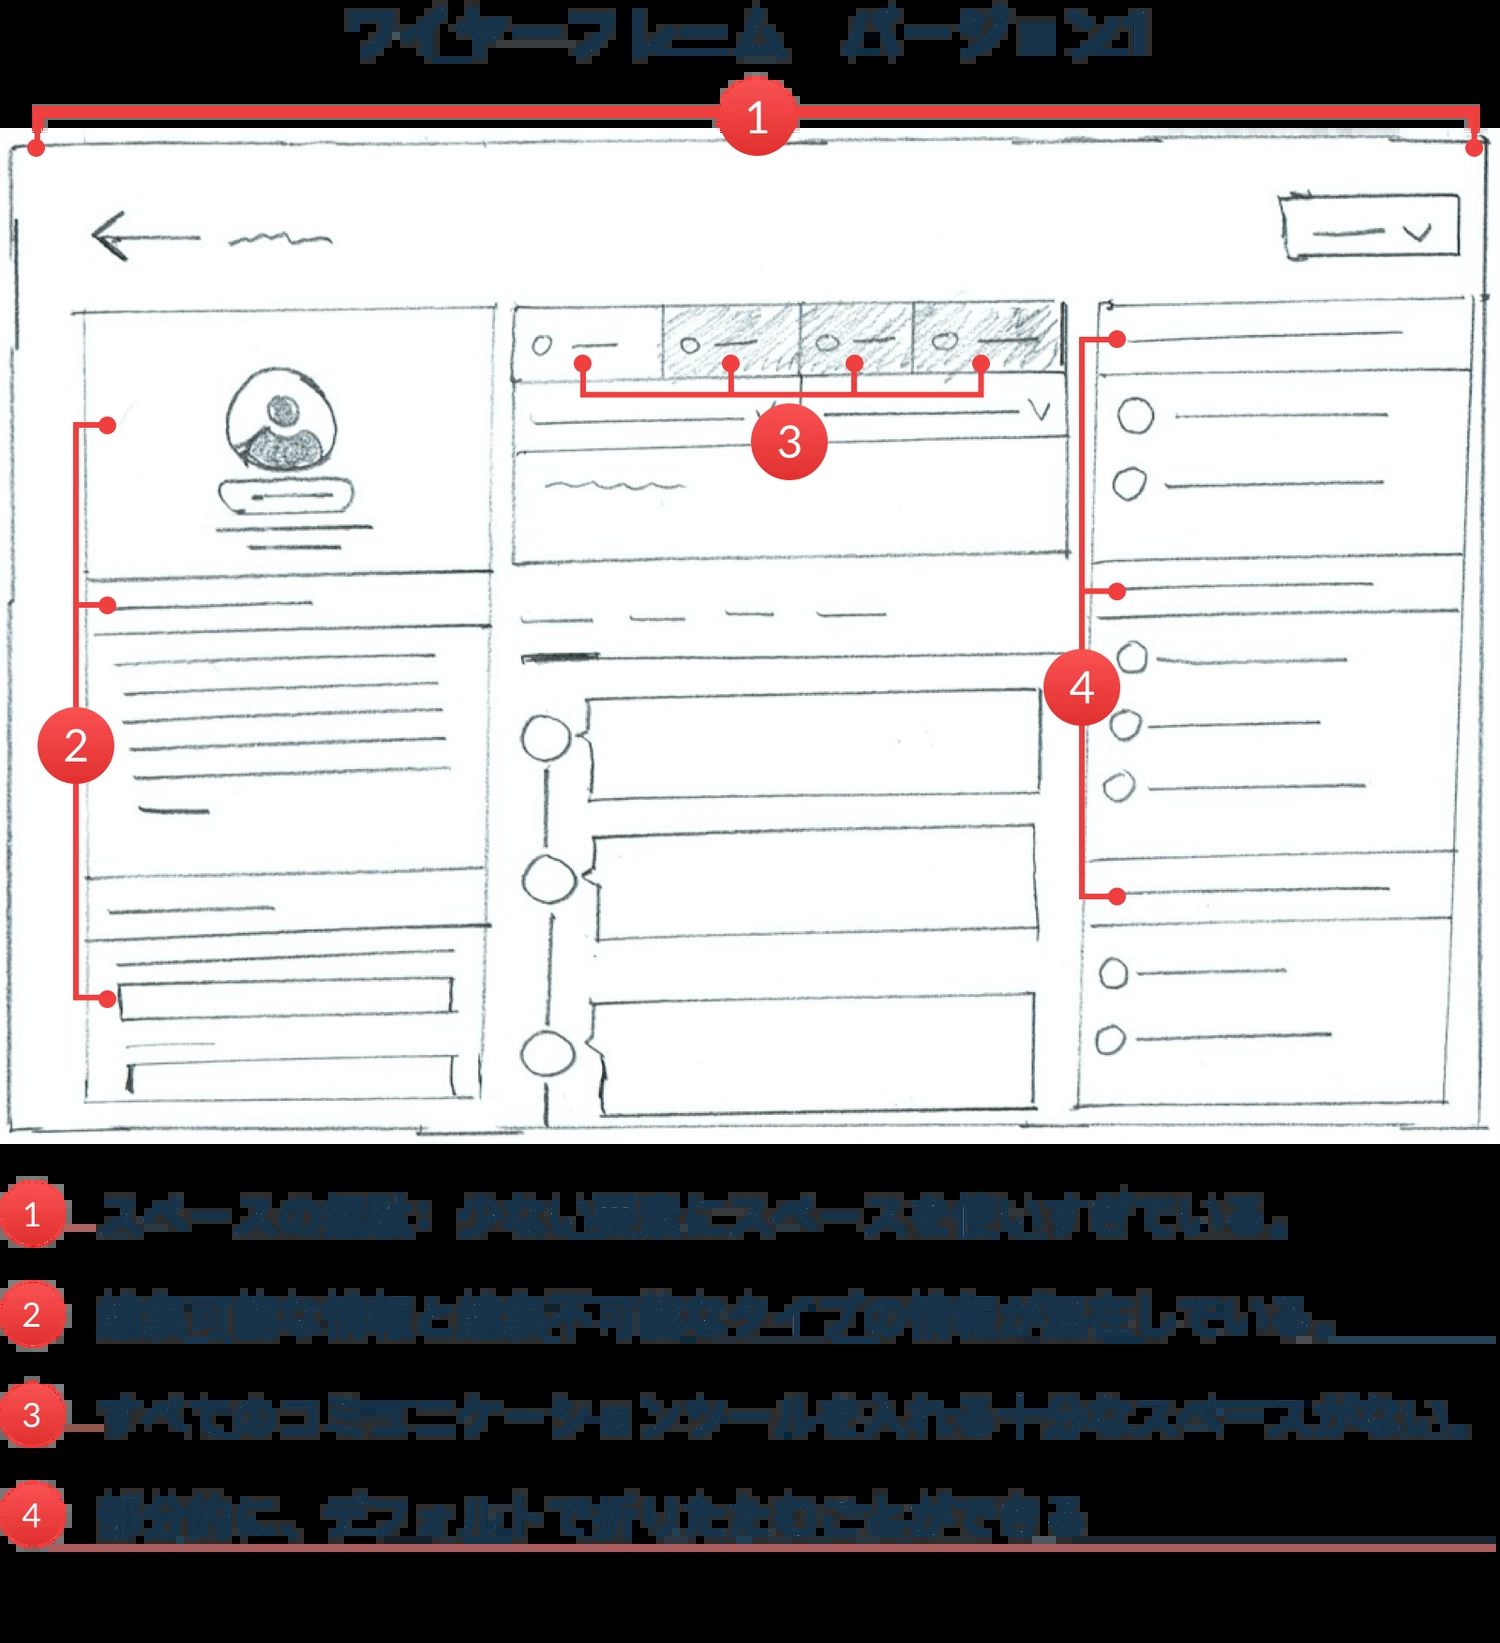 ワイヤーフレーム バージョン1
1
3
4
2
1 スペースの問題：少ない要素にスペースを使いすぎている。
2 編集可能な情報と編集不可能なタイプの情報が混在している。
3 すべてのコミュニケーションツールを入れる十分なスペースがない。
4 部分的に、デフォルトで折りたたむことができる